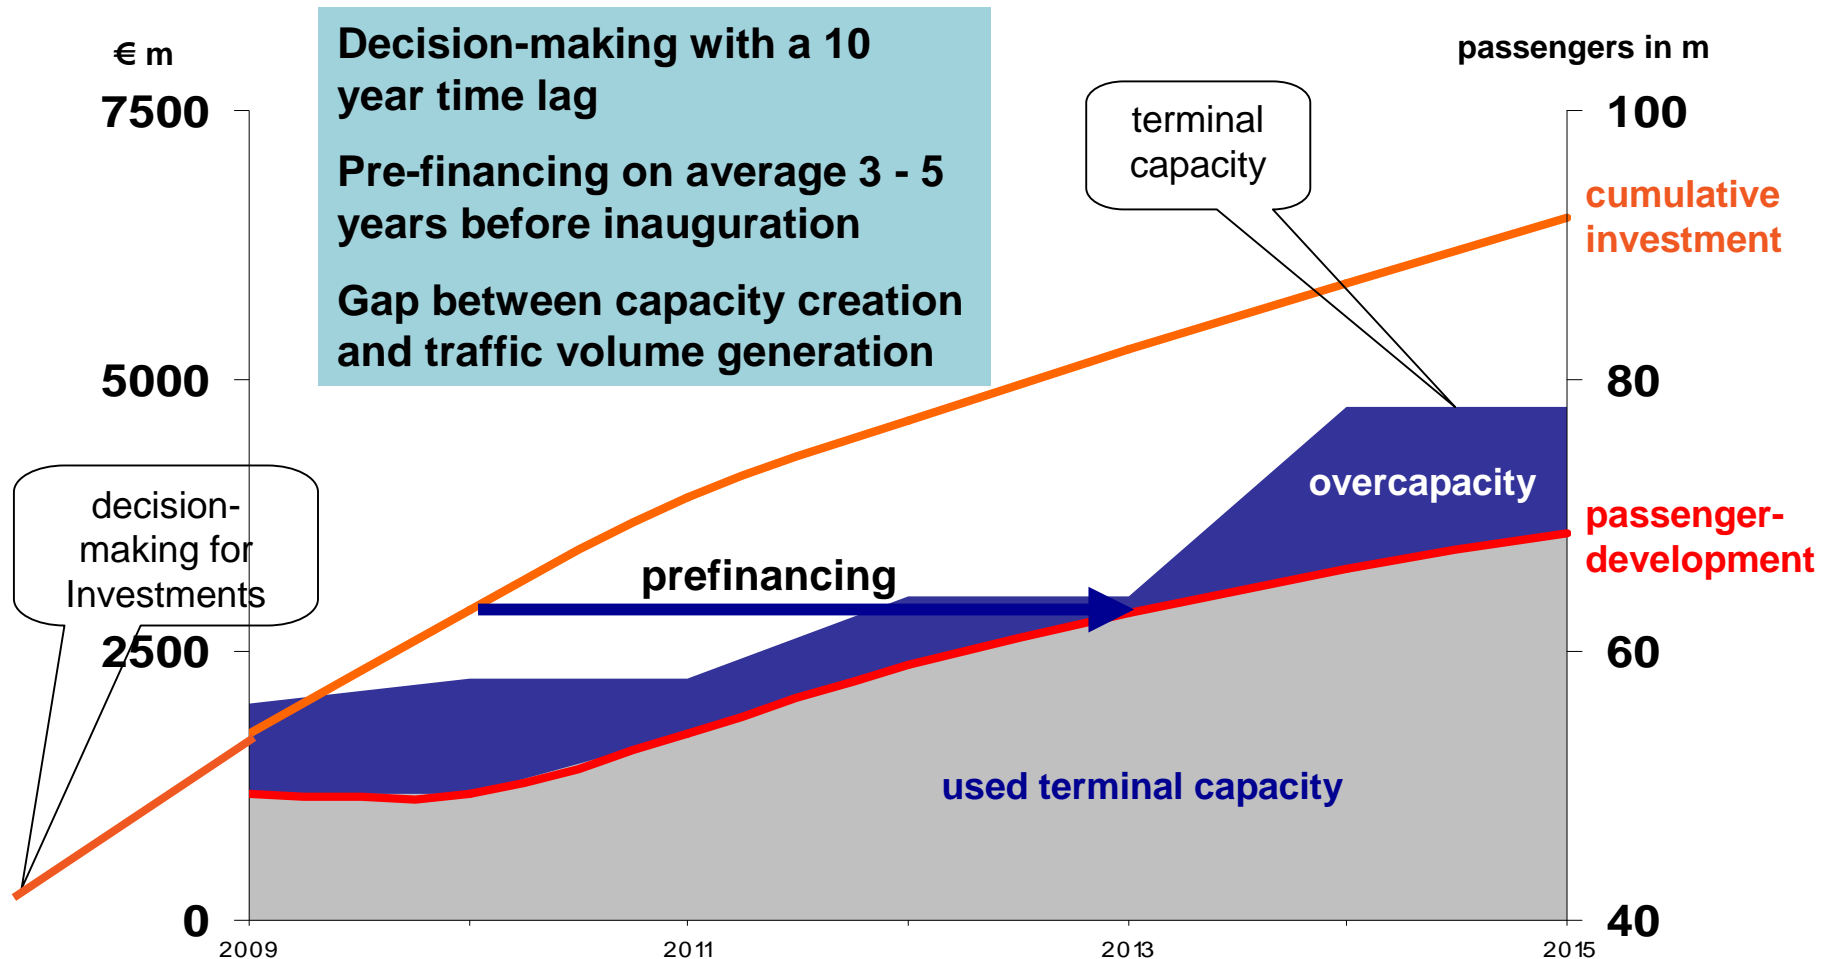 € m
7500
5000
2500
0
Decision-making with a 10
year time lag
Pre-financing on average 3 - 5
years before inauguration
Gap between capacity creation
and traffic volume generation
passengers in m
100
80
60
40
terminal
capacity
cumulative
investment
overcapacity
passenger-
development
decision-
making for
Investments
prefinancing
used terminal capacity
2009
2011
2013
2015